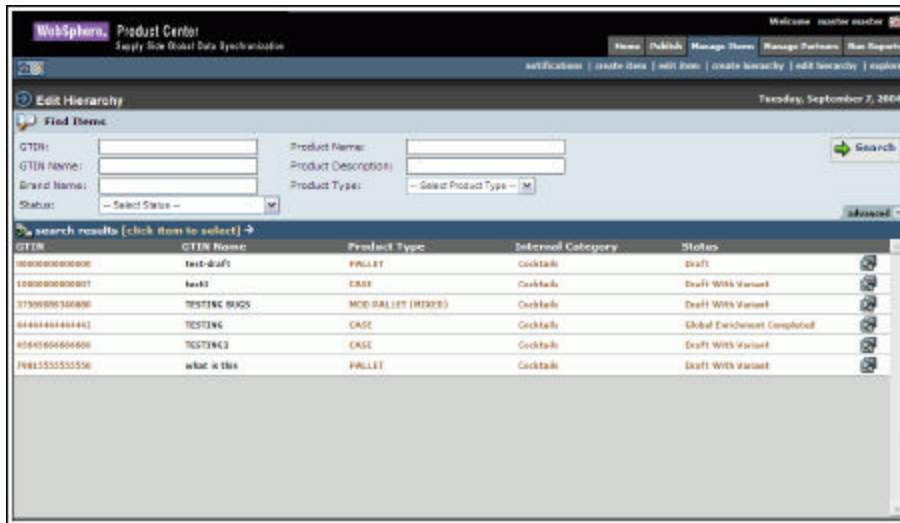 WebSphere. Product Center
Supply Side Global Data Synchronization
Welcome master master
Home Publish Manage Items Manage Partners Run Reports
notifications | create item | edit item | create hierarchy | edit hierarchy | explore
Edit Hierarchy
Tuesday, September 7, 2004
Find Items
GTIN: Product Name: Search
GTIN Name: Product Description:
Brand Name: Product Type: -- Select Product Type --
Status: -- Select Status --
advanced
search results [click item to select]
GTIN GTIN Name Product Type Internal Category Status
test-draft PALLET Cocktails Draft
test1 CASE Cocktails Draft With Variant
TESTING BUGS MOD PALLET (MIXED) Cocktails Draft With Variant
TESTING CASE Cocktails Global Enrichment Completed
TESTING2 CASE Cocktails Draft With Variant
what is this PALLET Cocktails Draft With Variant